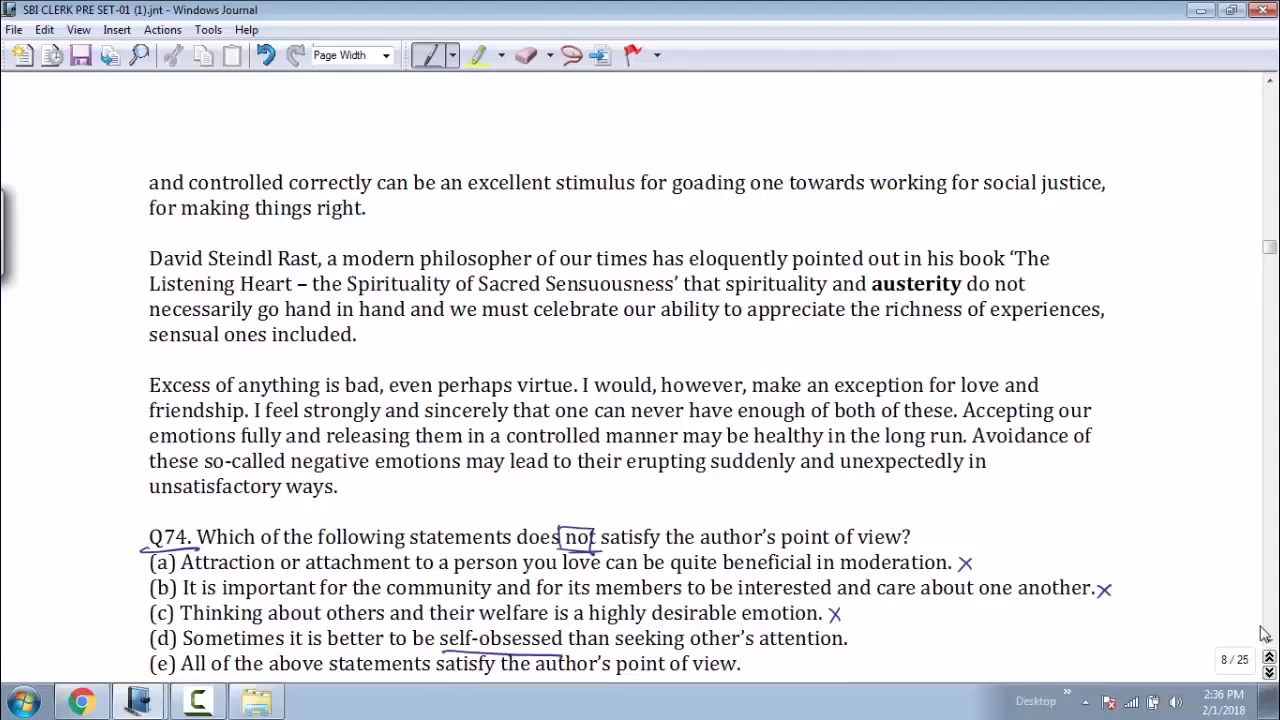 SBI CLERK PRE SET-01 (1).jnt - Windows Journal
File Edit View Insert Actions Tools Help
Page Width
and controlled correctly can be an excellent stimulus for goading one towards working for social justice,
for making things right.
David Steindl Rast, a modern philosopher of our times has eloquently pointed out in his book ‘The
Listening Heart – the Spirituality of Sacred Sensuousness’ that spirituality and austerity do not
necessarily go hand in hand and we must celebrate our ability to appreciate the richness of experiences,
sensual ones included.
Excess of anything is bad, even perhaps virtue. I would, however, make an exception for love and
friendship. I feel strongly and sincerely that one can never have enough of both of these. Accepting our
emotions fully and releasing them in a controlled manner may be healthy in the long run. Avoidance of
these so-called negative emotions may lead to their erupting suddenly and unexpectedly in
unsatisfactory ways.
Q74. Which of the following statements does not satisfy the author’s point of view?
(a) Attraction or attachment to a person you love can be quite beneficial in moderation. x
(b) It is important for the community and for its members to be interested and care about one another. x
(c) Thinking about others and their welfare is a highly desirable emotion. x
(d) Sometimes it is better to be self-obsessed than seeking other’s attention.
(e) All of the above statements satisfy the author’s point of view.
8 / 25
Desktop
2:36 PM
2/1/2018